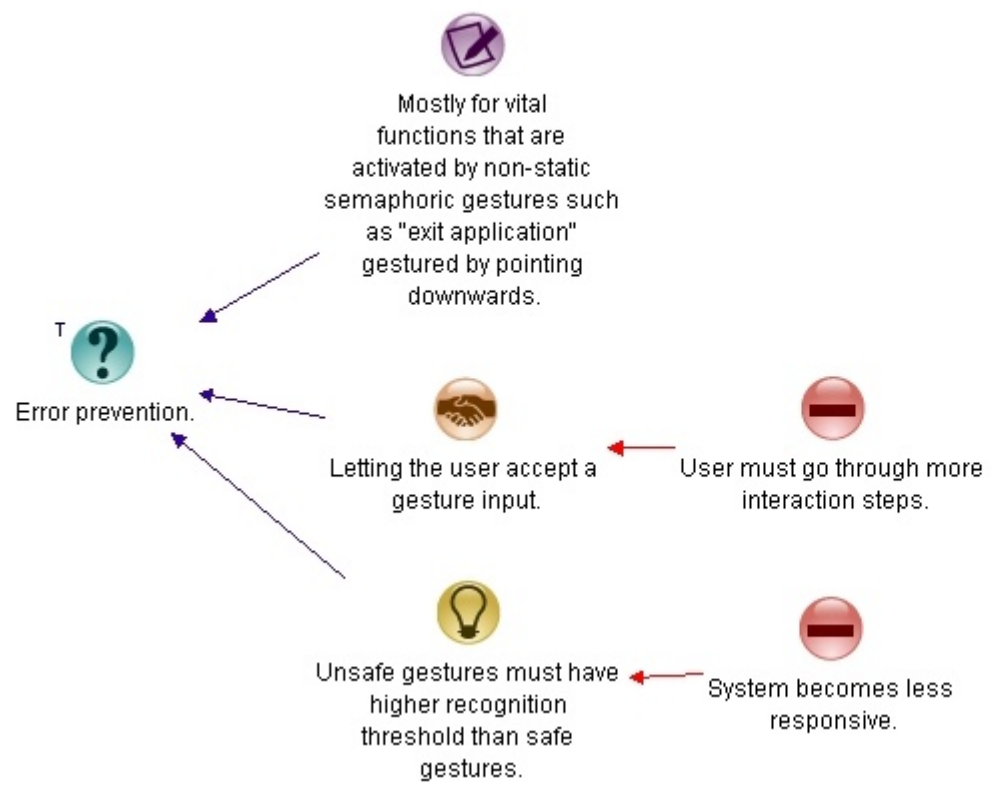 Mostly for vital
functions that are
activated by non-static
semaphoric gestures such
as "exit application"
gestured by pointing
downwards.
T
?
Error prevention.
Letting the user accept a
gesture input.
User must go through more
interaction steps.
Unsafe gestures must have
higher recognition
threshold than safe
gestures.
System becomes less
responsive.